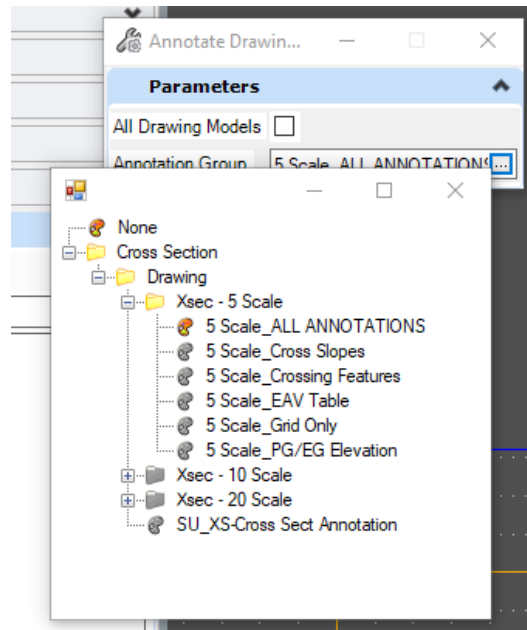 Annotate Drawin...
Parameters
All Drawing Models
Annotation Group 5 Scale_ALL ANNOTATIONS ...
None
Cross Section
Drawing
Xsec - 5 Scale
5 Scale_ALL ANNOTATIONS
5 Scale_Cross Slopes
5 Scale_Crossing Features
5 Scale_EAV Table
5 Scale_Grid Only
5 Scale_PG/EG Elevation
Xsec - 10 Scale
Xsec - 20 Scale
SU_XS-Cross Sect Annotation